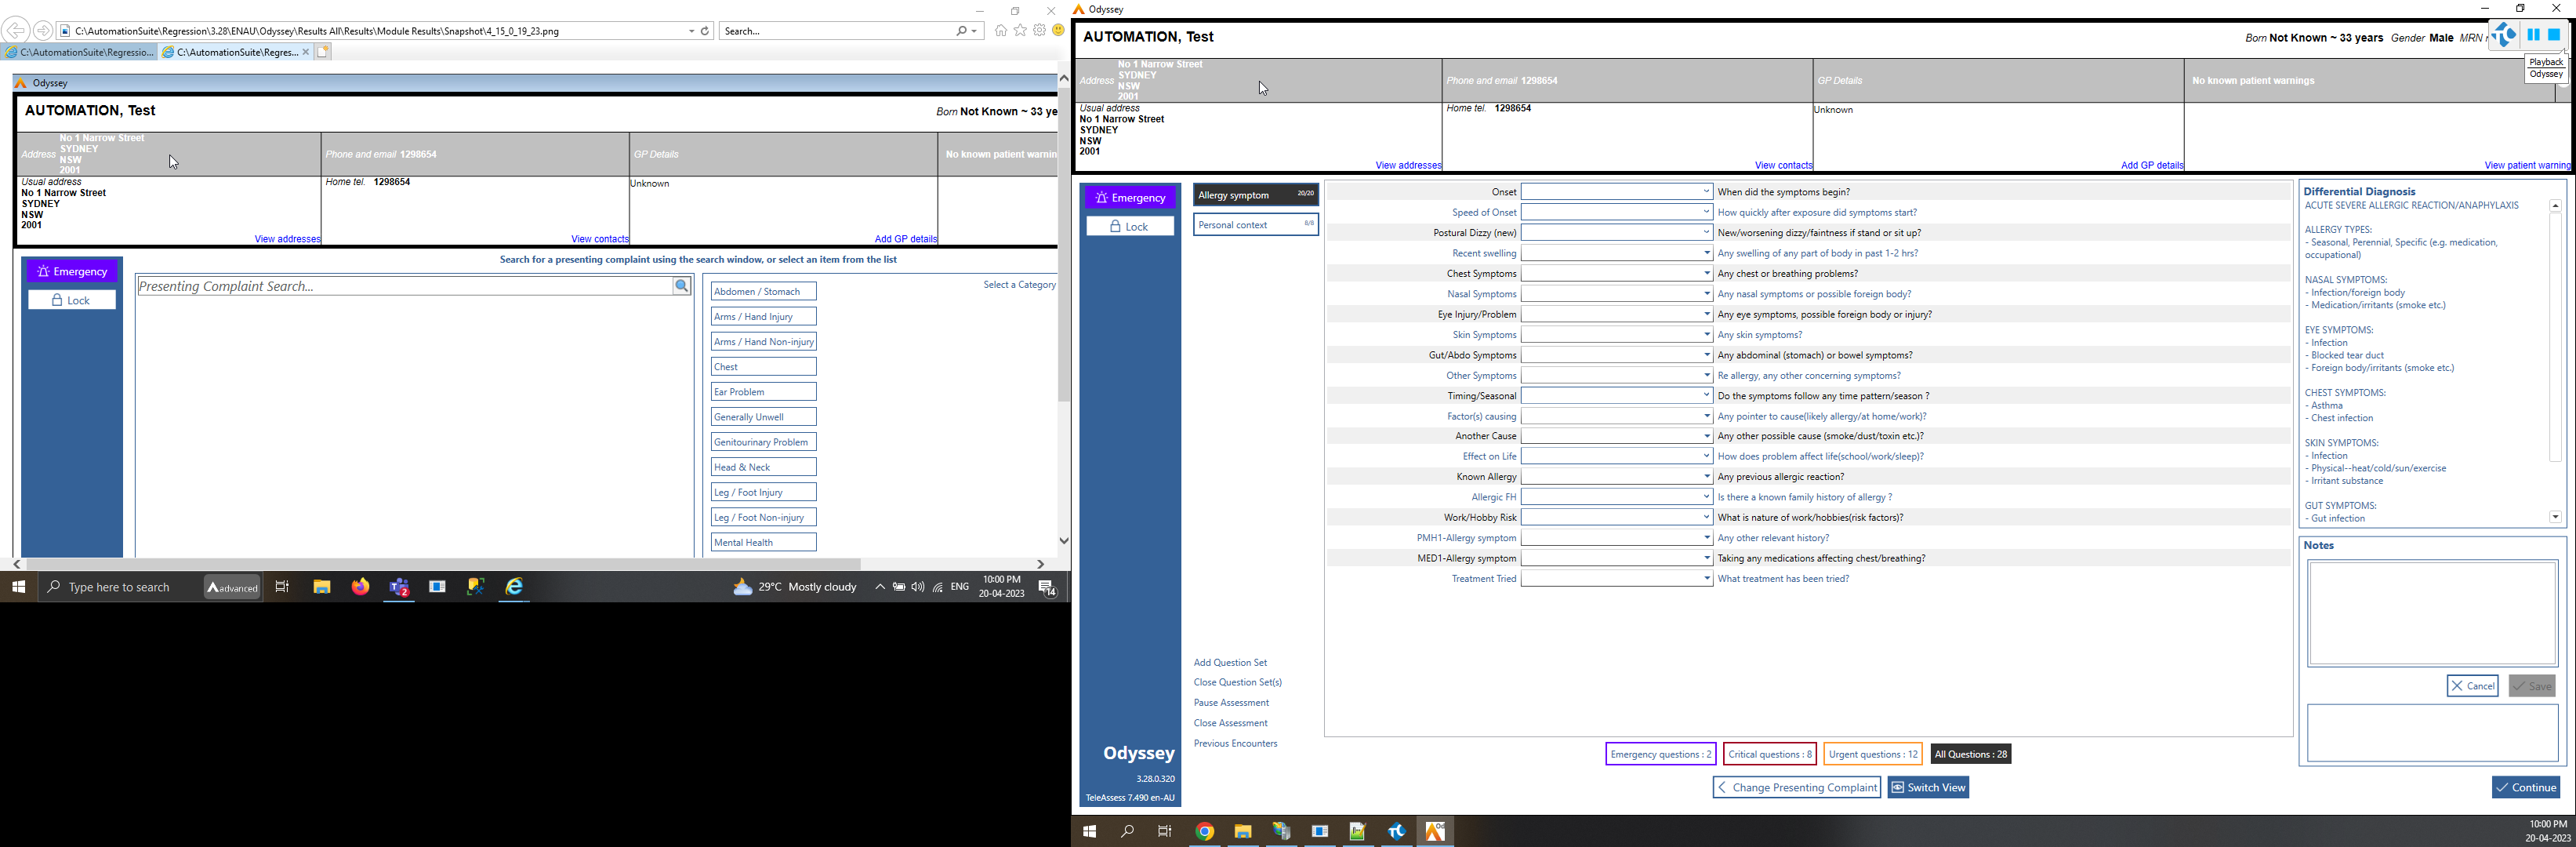 C:\AutomationSuite\Regression\3.28\ENAU\Odyssey\Results All\Results\Module Results\Snapshot\4_15_0_19_23.png
Search...
C:\AutomationSuite\Regressio...
C:\AutomationSuite\Regres...
Odyssey
AUTOMATION, Test
Born Not Known ~ 33 ye
Address No 1 Narrow Street
SYDNEY
NSW
2001
Phone and email 1298654
GP Details
No known patient warnin
Usual address
No 1 Narrow Street
SYDNEY
NSW
2001
View addresses
Home tel. 1298654
View contacts
Unknown
Add GP details
Emergency
Lock
Search for a presenting complaint using the search window, or select an item from the list
Presenting Complaint Search...
Select a Category
Abdomen / Stomach
Arms / Hand Injury
Arms / Hand Non-injury
Chest
Ear Problem
Generally Unwell
Genitourinary Problem
Head & Neck
Leg / Foot Injury
Leg / Foot Non-injury
Mental Health
Type here to search
advanced
2
29°C Mostly cloudy
ENG
10:00 PM
20-04-2023
14
Odyssey
AUTOMATION, Test
Born Not Known ~ 33 years Gender Male MRN
Playback
Odyssey
Address No 1 Narrow Street
SYDNEY
NSW
2001
Phone and email 1298654
GP Details
No known patient warnings
Usual address
No 1 Narrow Street
SYDNEY
NSW
2001
View addresses
Home tel. 1298654
View contacts
Unknown
Add GP details
View patient warning
Emergency
Lock
Allergy symptom 20/20
Personal context 8/8
Onset When did the symptoms begin?
Speed of Onset How quickly after exposure did symptoms start?
Postural Dizzy (new) New/worsening dizzy/faintness if stand or sit up?
Recent swelling Any swelling of any part of body in past 1-2 hrs?
Chest Symptoms Any chest or breathing problems?
Nasal Symptoms Any nasal symptoms or possible foreign body?
Eye Injury/Problem Any eye symptoms, possible foreign body or injury?
Skin Symptoms Any skin symptoms?
Gut/Abdo Symptoms Any abdominal (stomach) or bowel symptoms?
Other Symptoms Re allergy, any other concerning symptoms?
Timing/Seasonal Do the symptoms follow any time pattern/season ?
Factor(s) causing Any pointer to cause(likely allergy/at home/work)?
Another Cause Any other possible cause (smoke/dust/toxin etc.)?
Effect on Life How does problem affect life(school/work/sleep)?
Known Allergy Any previous allergic reaction?
Allergic FH Is there a known family history of allergy ?
Work/Hobby Risk What is nature of work/hobbies(risk factors)?
PMH1-Allergy symptom Any other relevant history?
MED1-Allergy symptom Taking any medications affecting chest/breathing?
Treatment Tried What treatment has been tried?
Differential Diagnosis
ACUTE SEVERE ALLERGIC REACTION/ANAPHYLAXIS
ALLERGY TYPES:
- Seasonal, Perennial, Specific (e.g. medication,
occupational)
NASAL SYMPTOMS:
- Infection/foreign body
- Medication/irritants (smoke etc.)
EYE SYMPTOMS:
- Infection
- Blocked tear duct
- Foreign body/irritants (smoke etc.)
CHEST SYMPTOMS:
- Asthma
- Chest infection
SKIN SYMPTOMS:
- Infection
- Physical--heat/cold/sun/exercise
- Irritant substance
GUT SYMPTOMS:
- Gut infection
Notes
Cancel
Save
Add Question Set
Close Question Set(s)
Pause Assessment
Close Assessment
Previous Encounters
Odyssey
3.28.0.320
TeleAssess 7.490 en-AU
Emergency questions : 2
Critical questions : 8
Urgent questions : 12
All Questions : 28
Change Presenting Complaint
Switch View
Continue
10:00 PM
20-04-2023